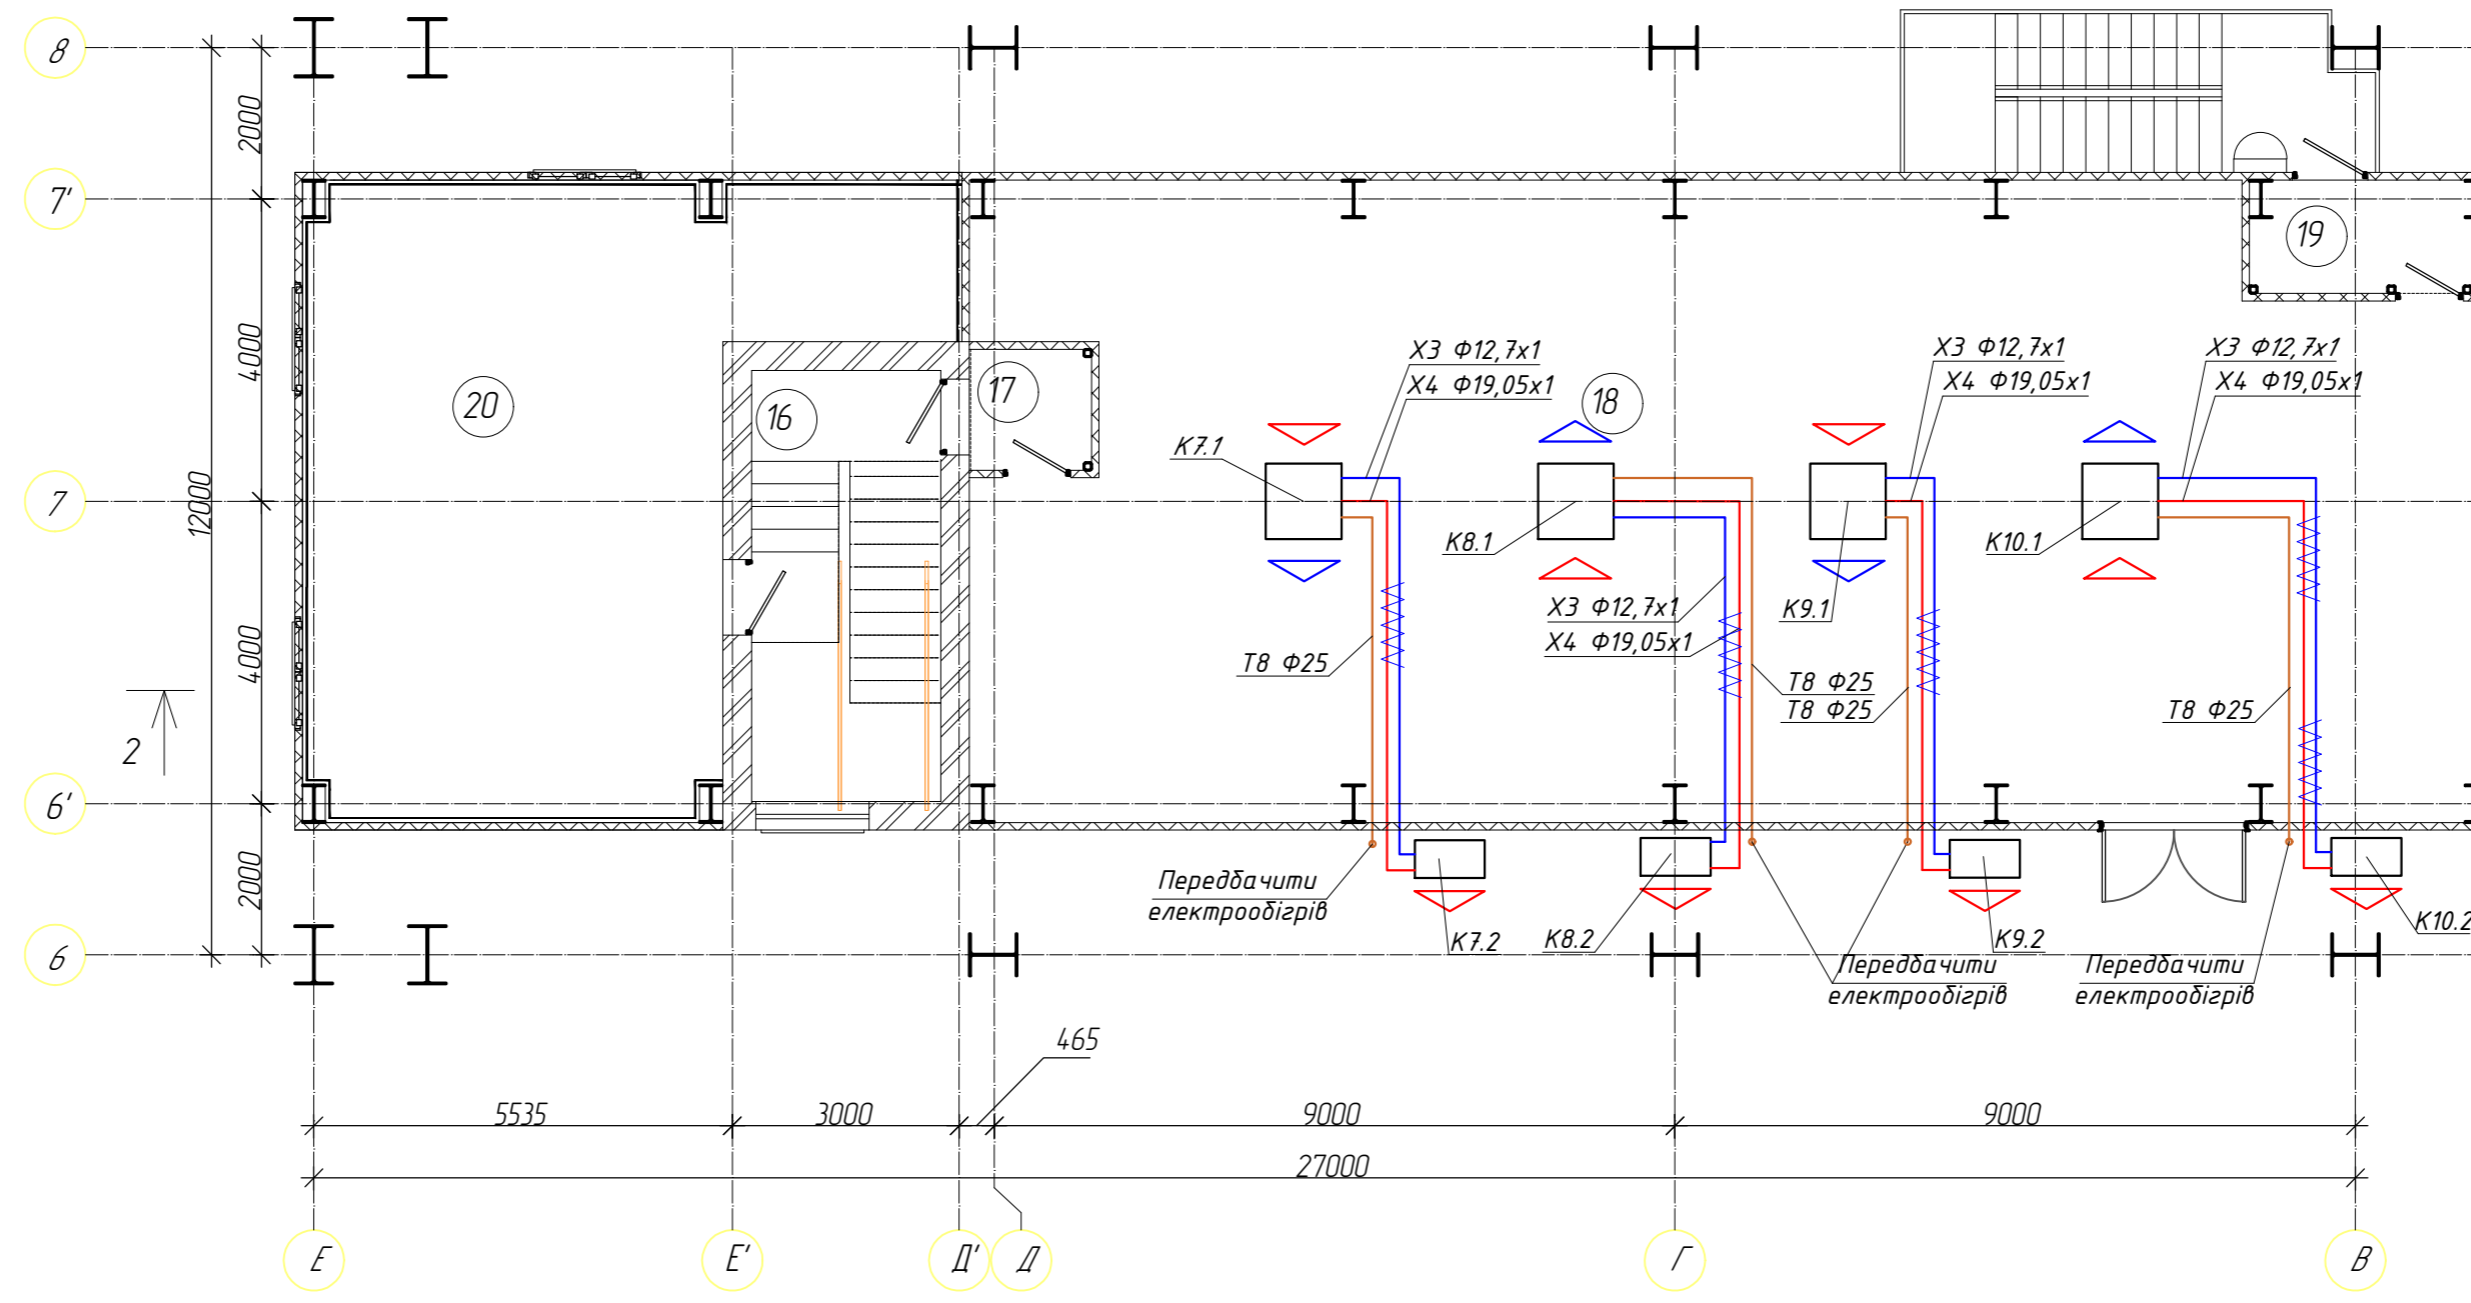 8
2000
7'
19
4000
X3 Φ12,7x1
X4 Φ19,05x1
X3 Φ12,7x1
X4 Φ19,05x1
X3 Φ12,7x1
X4 Φ19,05x1
20
16
17
18
K7.1
7
12000
K8.1
K9.1
K10.1
X3 Φ12,7x1
X4 Φ19,05x1
4000
T8 Φ25
T8 Φ25
T8 Φ25
T8 Φ25
2
6'
2000
Передбачити
електрообігрів
K7.2
K8.2
K9.2
K10.2
6
Передбачити
електрообігрів
Передбачити
електрообігрів
465
5535
3000
9000
9000
27000
Е
Е'
Д'
Д
Г
В